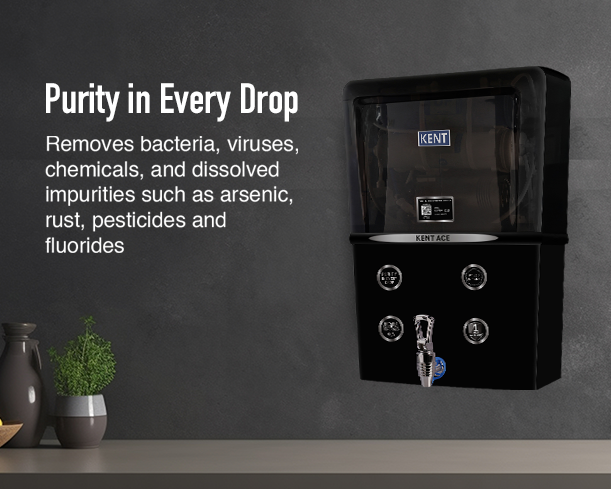 Purity in Every Drop
Removes bacteria, viruses,
chemicals, and dissolved
impurities such as arsenic,
rust, pesticides and
fluorides
KENT
KENT ACE